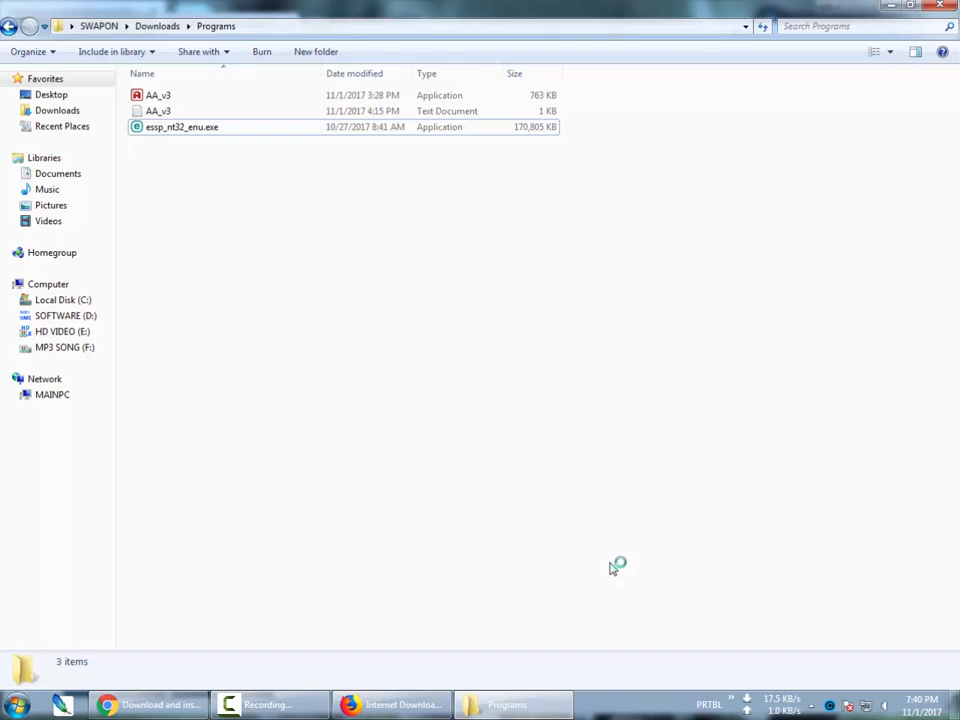 SWAPON Downloads Programs Search Programs
Organize Include in library Share with Burn New folder
Name Date modified Type Size
AA_v3 11/1/2017 3:28 PM Application 763 KB
AA_v3 11/1/2017 4:15 PM Text Document 1 KB
essp_nt32_enu.exe 10/27/2017 8:41 AM Application 170,805 KB
Favorites
Desktop
Downloads
Recent Places
Libraries
Documents
Music
Pictures
Videos
Homegroup
Computer
Local Disk (C:)
SOFTWARE (D:)
HD VIDEO (E:)
MP3 SONG (F:)
Network
MAINPC
3 items
Download and ins... Recording... Internet Downloa... Programs PRTBL 17.5 KB/s 7:40 PM
1.0 KB/s 11/1/2017